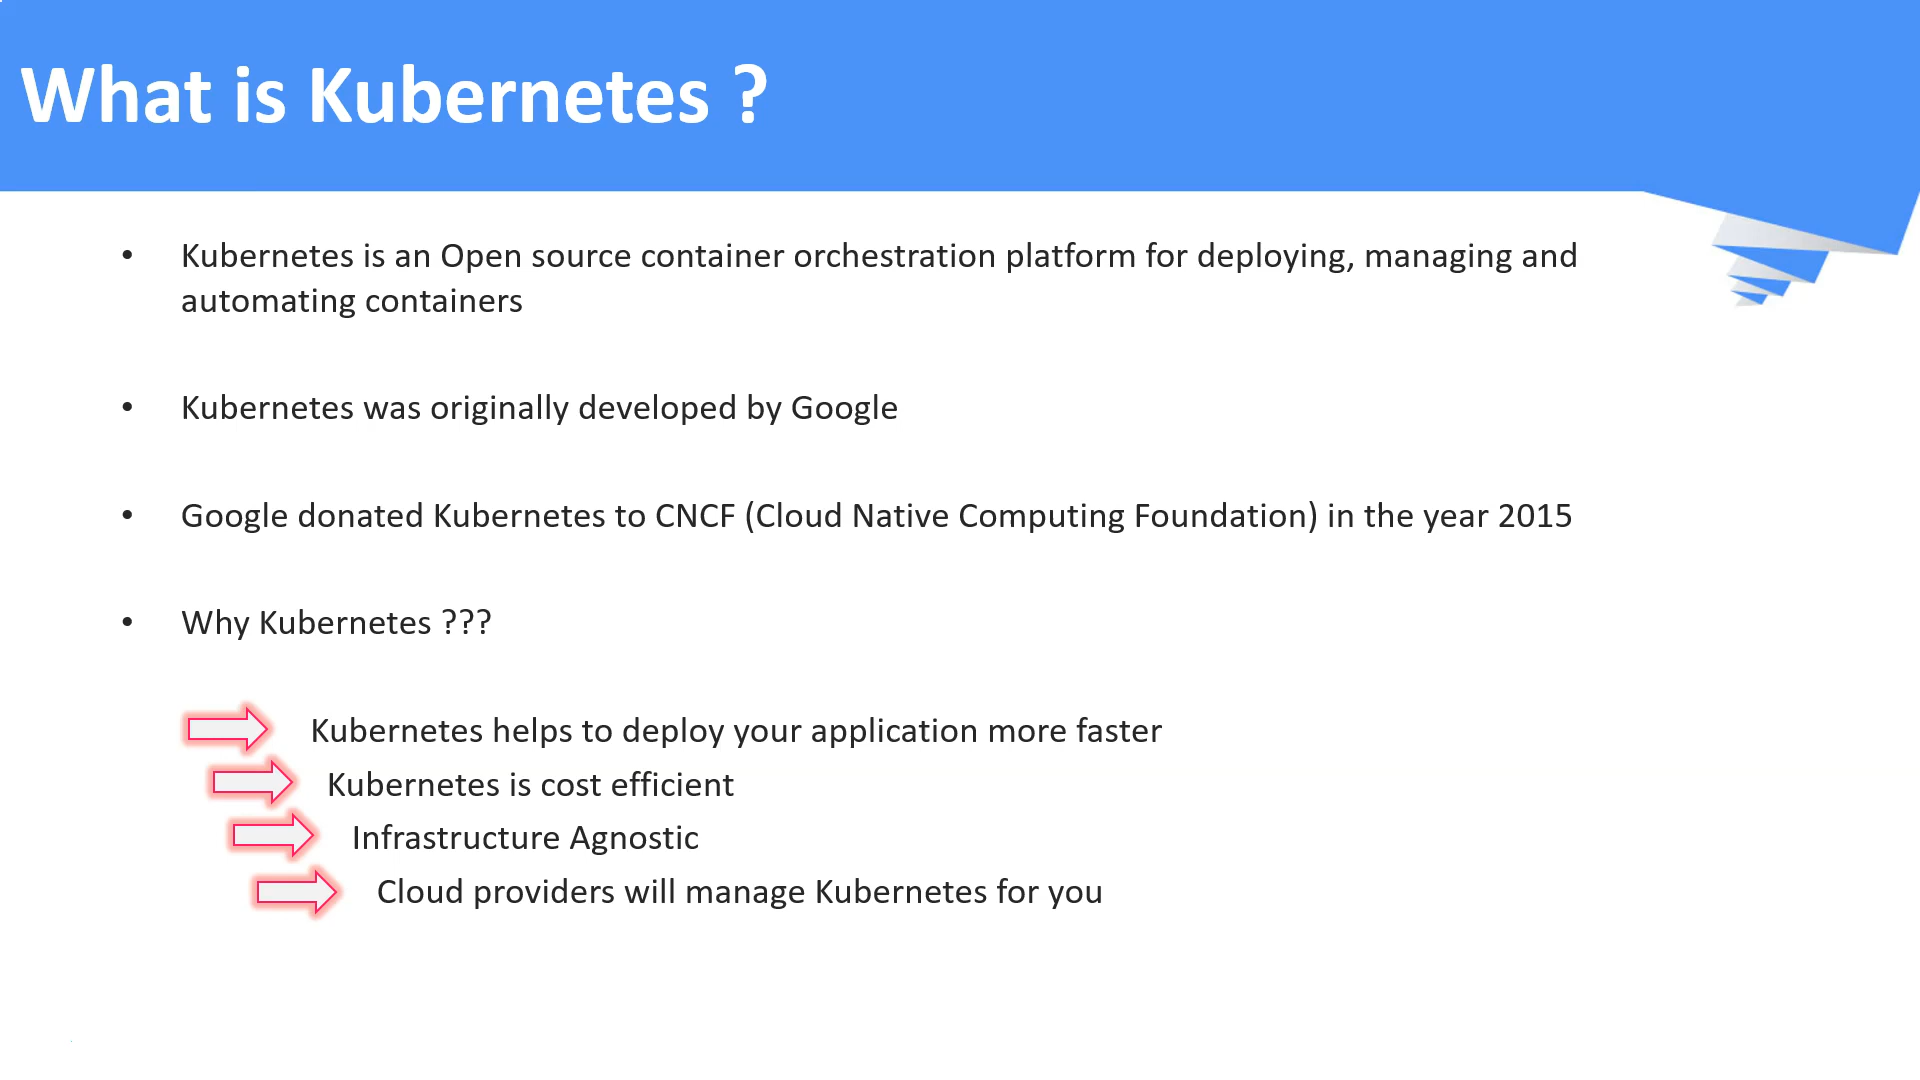 What is Kubernetes ?
• Kubernetes is an Open source container orchestration platform for deploying, managing and
automating containers
• Kubernetes was originally developed by Google
• Google donated Kubernetes to CNCF (Cloud Native Computing Foundation) in the year 2015
• Why Kubernetes ???
Kubernetes helps to deploy your application more faster
Kubernetes is cost efficient
Infrastructure Agnostic
Cloud providers will manage Kubernetes for you